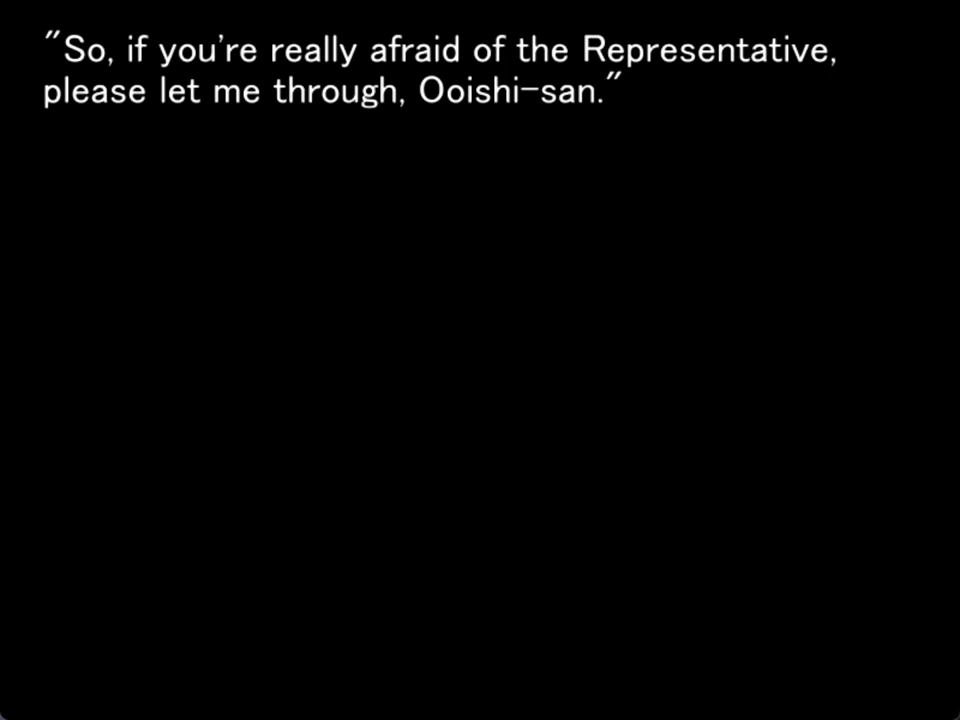 "So, if you're really afraid of the Representative,
please let me through, Ooishi-san."